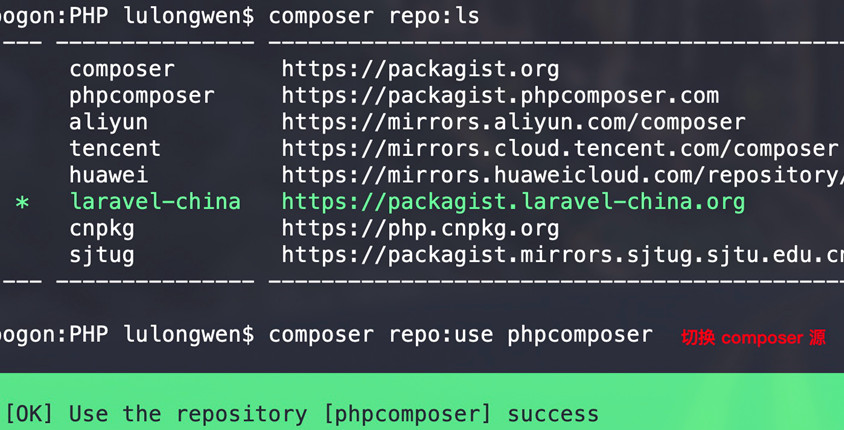 pogon:PHP lulongwen$ composer repo:ls
--- --------------- ------------------------------------------
composer https://packagist.org
phpcomposer https://packagist.phpcomposer.com
aliyun https://mirrors.aliyun.com/composer
tencent https://mirrors.cloud.tencent.com/composer
huawei https://mirrors.huaweicloud.com/repository/
* laravel-china https://packagist.laravel-china.org
cnpkg https://php.cnpkg.org
sjtug https://packagist.mirrors.sjtug.sjtu.edu.cn
--- --------------- ------------------------------------------
pogon:PHP lulongwen$ composer repo:use phpcomposer 切换 composer 源
[OK] Use the repository [phpcomposer] success